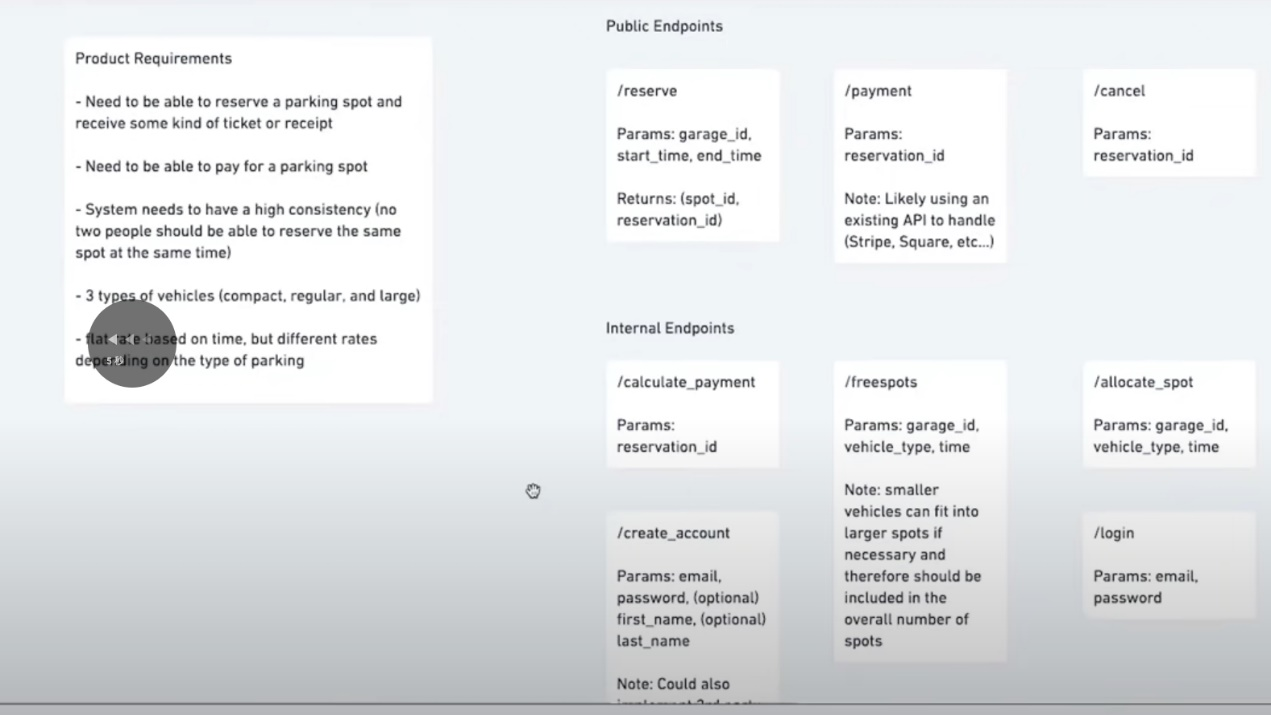 Product Requirements
- Need to be able to reserve a parking spot and
receive some kind of ticket or receipt
- Need to be able to pay for a parking spot
- System needs to have a high consistency (no
two people should be able to reserve the same
spot at the same time)
- 3 types of vehicles (compact, regular, and large)
- flat rate based on time, but different rates
depending on the type of parking
Public Endpoints
/reserve
Params: garage_id,
start_time, end_time
Returns: (spot_id,
reservation_id)
/payment
Params:
reservation_id
Note: Likely using an
existing API to handle
(Stripe, Square, etc...)
/cancel
Params:
reservation_id
Internal Endpoints
/calculate_payment
Params:
reservation_id
/freespots
Params: garage_id,
vehicle_type, time
Note: smaller
vehicles can fit into
larger spots if
necessary and
therefore should be
included in the
overall number of
spots
/allocate_spot
Params: garage_id,
vehicle_type, time
/create_account
Params: email,
password, (optional)
first_name, (optional)
last_name
Note: Could also
/login
Params: email,
password